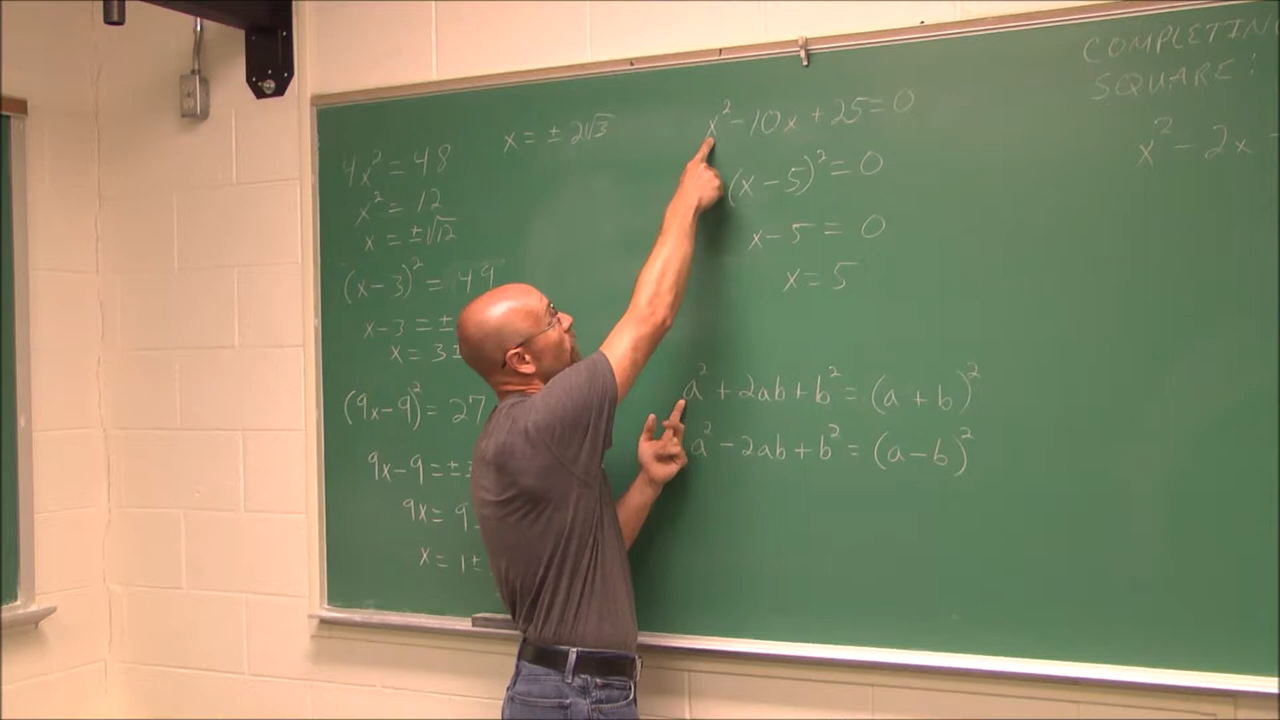 4x² = 48
x² = 12
x = ±√12
(x - 3)² = 49
x - 3 = ±
x = 3 ±
(9x - 9)² = 27
9x - 9 = ±
9x = 9
x = 1 ±
x = ± 2√3
x² - 10x + 25 = 0
(x - 5)² = 0
x - 5 = 0
x = 5
a² + 2ab + b² = (a + b)²
a² - 2ab + b² = (a - b)²
SQUARE:
x² - 2x